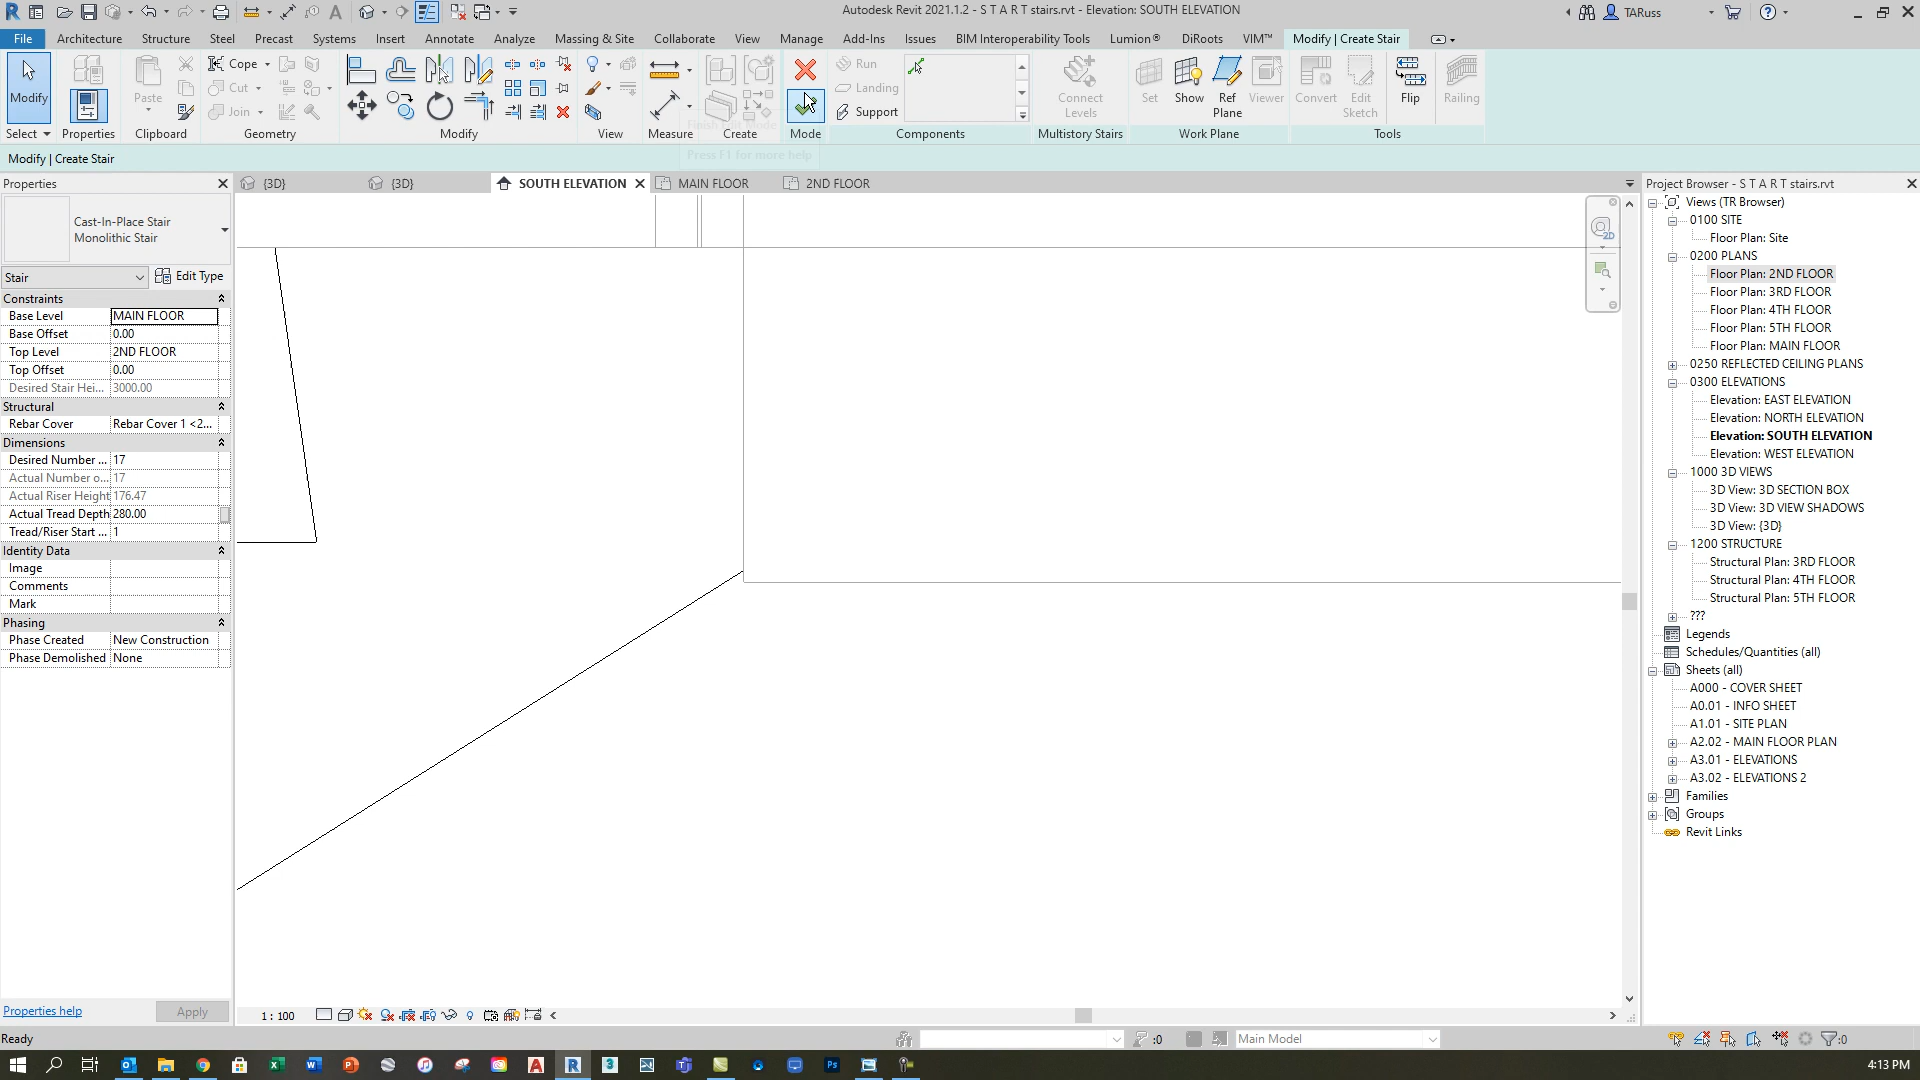 Autodesk Revit 2021.1.2 - S T A R T stairs.rvt - Elevation: SOUTH ELEVATION
TARuss
File Architecture Structure Steel Precast Systems Insert Annotate Analyze Massing & Site Collaborate View Manage Add-Ins Issues BIM Interoperability Tools Lumion® DiRoots VIM™ Modify | Create Stair
Modify Properties Paste Cope Cut Join Run Landing Support Connect Levels Set Show Ref Plane Viewer Convert Edit Sketch Flip Railing
Select Properties Clipboard Geometry Modify View Measure Create Mode Components Multistory Stairs Work Plane Tools
Press F1 for more help
Modify | Create Stair
Properties
{3D} {3D} SOUTH ELEVATION MAIN FLOOR 2ND FLOOR
Project Browser - S T A R T stairs.rvt
Cast-In-Place Stair
Monolithic Stair
Stair Edit Type
Constraints
Base Level MAIN FLOOR
Base Offset 0.00
Top Level 2ND FLOOR
Top Offset 0.00
Desired Stair Hei... 3000.00
Structural
Rebar Cover Rebar Cover 1 <2...
Dimensions
Desired Number ... 17
Actual Number o... 17
Actual Riser Height 176.47
Actual Tread Depth 280.00
Tread/Riser Start ... 1
Identity Data
Image
Comments
Mark
Phasing
Phase Created New Construction
Phase Demolished None
Properties help Apply
2D
Views (TR Browser)
0100 SITE
Floor Plan: Site
0200 PLANS
Floor Plan: 2ND FLOOR
Floor Plan: 3RD FLOOR
Floor Plan: 4TH FLOOR
Floor Plan: 5TH FLOOR
Floor Plan: MAIN FLOOR
0250 REFLECTED CEILING PLANS
0300 ELEVATIONS
Elevation: EAST ELEVATION
Elevation: NORTH ELEVATION
Elevation: SOUTH ELEVATION
Elevation: WEST ELEVATION
1000 3D VIEWS
3D View: 3D SECTION BOX
3D View: 3D VIEW SHADOWS
3D View: {3D}
1200 STRUCTURE
Structural Plan: 3RD FLOOR
Structural Plan: 4TH FLOOR
Structural Plan: 5TH FLOOR
???
Legends
Schedules/Quantities (all)
Sheets (all)
A000 - COVER SHEET
A0.01 - INFO SHEET
A1.01 - SITE PLAN
A2.02 - MAIN FLOOR PLAN
A3.01 - ELEVATIONS
A3.02 - ELEVATIONS 2
Families
Groups
Revit Links
1 : 100
Ready :0 Main Model :0
4:13 PM